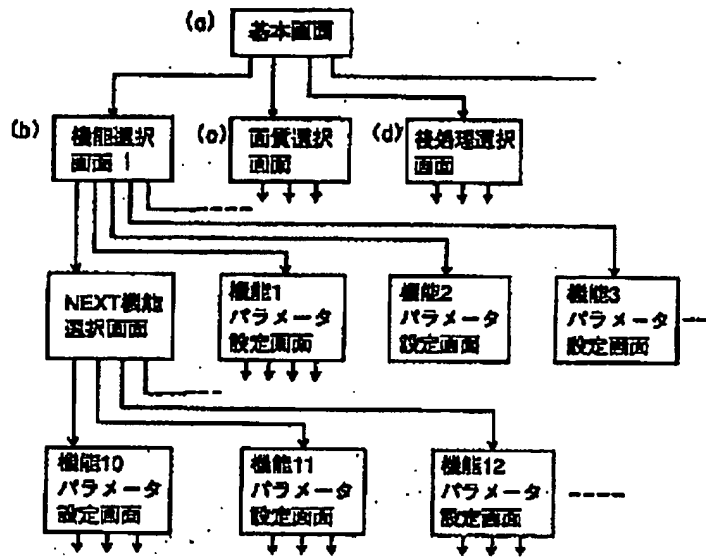 (a)
基本画面
(b)
機能選択
画面 1
(c)
画質選択
画面
(d)
後処理選択
画面
NEXT機能
選択画面
機能1
パラメータ
設定画面
機能2
パラメータ
設定画面
機能3
パラメータ
設定画面
機能10
パラメータ
設定画面
機能11
パラメータ
設定画面
機能12
パラメータ
設定画面